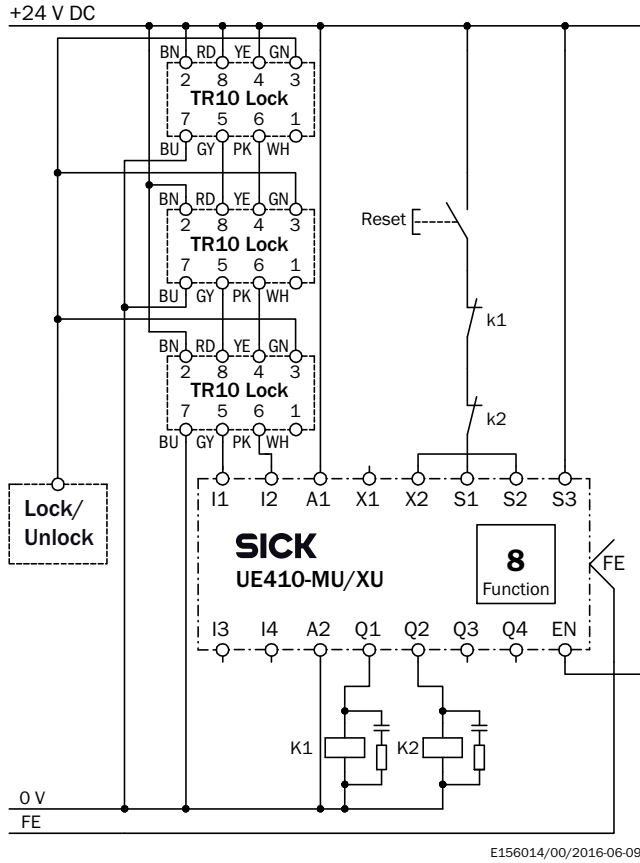 +24 V DC
BN RD YE GN
2 8 4 3
TR10 Lock
7 5 6 1
BU GY PK WH
BN RD YE GN
2 8 4 3
TR10 Lock
7 5 6 1
BU GY PK WH
Reset
k1
BN RD YE GN
2 8 4 3
TR10 Lock
7 5 6 1
BU GY PK WH
k2
I1 I2 A1 X1 X2 S1 S2 S3
Lock/
Unlock
SICK
UE410-MU/XU
8
Function
FE
I3 I4 A2 Q1 Q2 Q3 Q4 EN
K1 K2
0 V
FE
E156014/00/2016-06-09